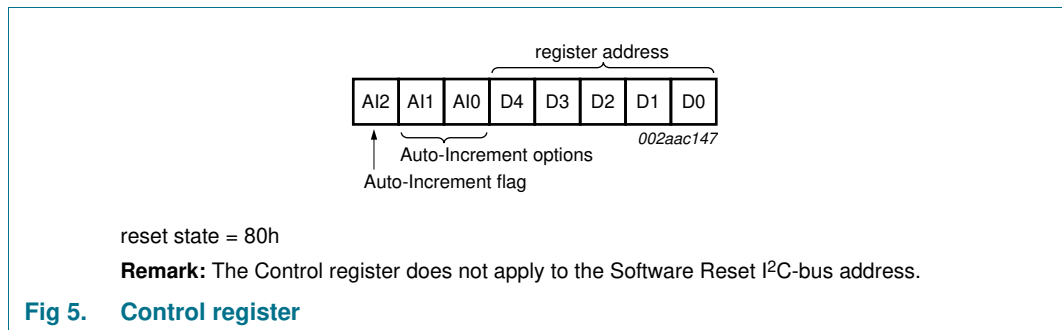 register address
AI2 AI1 AI0 D4 D3 D2 D1 D0
002aac147
Auto-Increment options
Auto-Increment flag
reset state = 80h
Remark: The Control register does not apply to the Software Reset I²C-bus address.
Fig 5. Control register